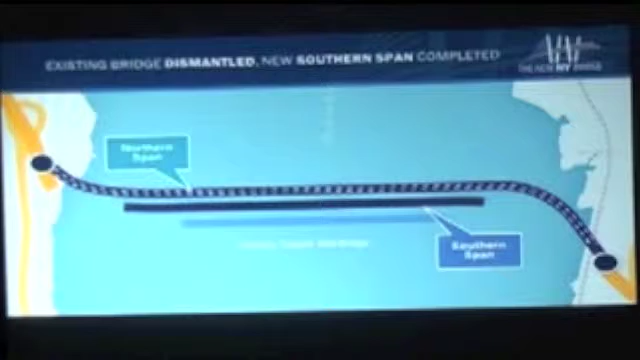 EXISTING BRIDGE DISMANTLED, NEW SOUTHERN SPAN COMPLETED
THE NEW NY BRIDGE
Northern
Span
Southern
Span